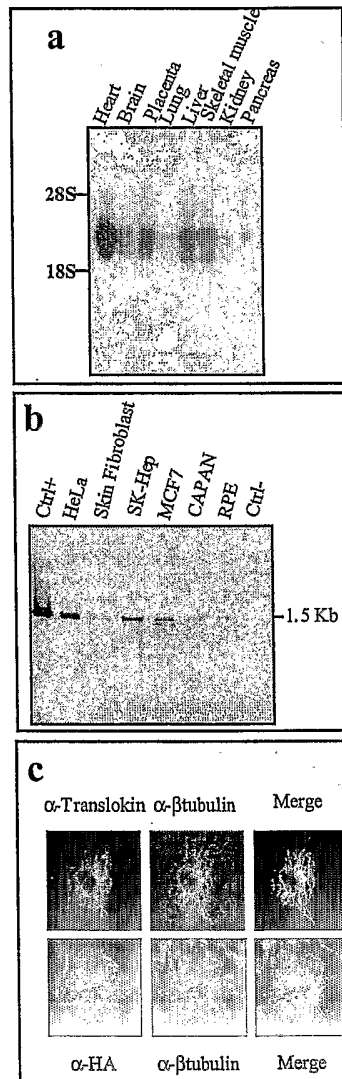 a
Heart
Brain
Placenta
Lung
Liver
Skeletal muscle
Kidney
Pancreas
28S
18S
b
Ctrl+
HeLa
Skin Fibroblast
SK-Hep
MCF7
CAPAN
RPE
Ctrl-
1.5 Kb
c
α-Translokin α-βtubulin Merge
α-HA α-βtubulin Merge